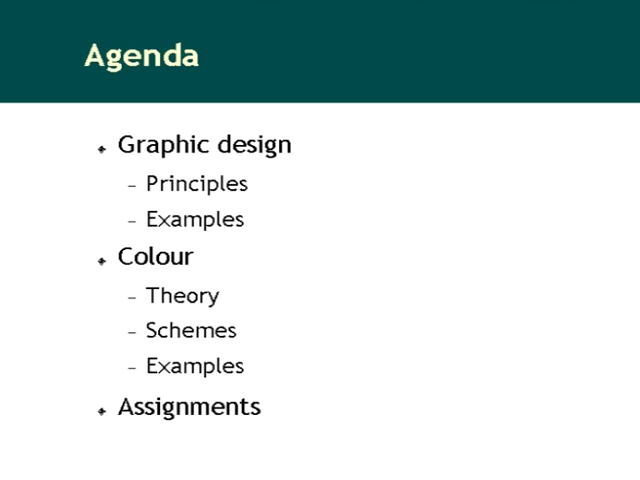 Agenda
Graphic design
– Principles
– Examples
Colour
– Theory
– Schemes
– Examples
Assignments